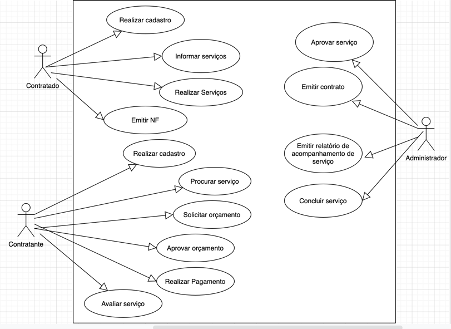 Realizar cadastro
Informar serviços
Realizar Serviços
Emitir NF
Contratado
Realizar cadastro
Procurar serviço
Solicitar orçamento
Aprovar orçamento
Realizar Pagamento
Avaliar serviço
Contratante
Aprovar serviço
Emitir contrato
Emitir relatório de
acompanhamento de
serviço
Concluir serviço
Administrador